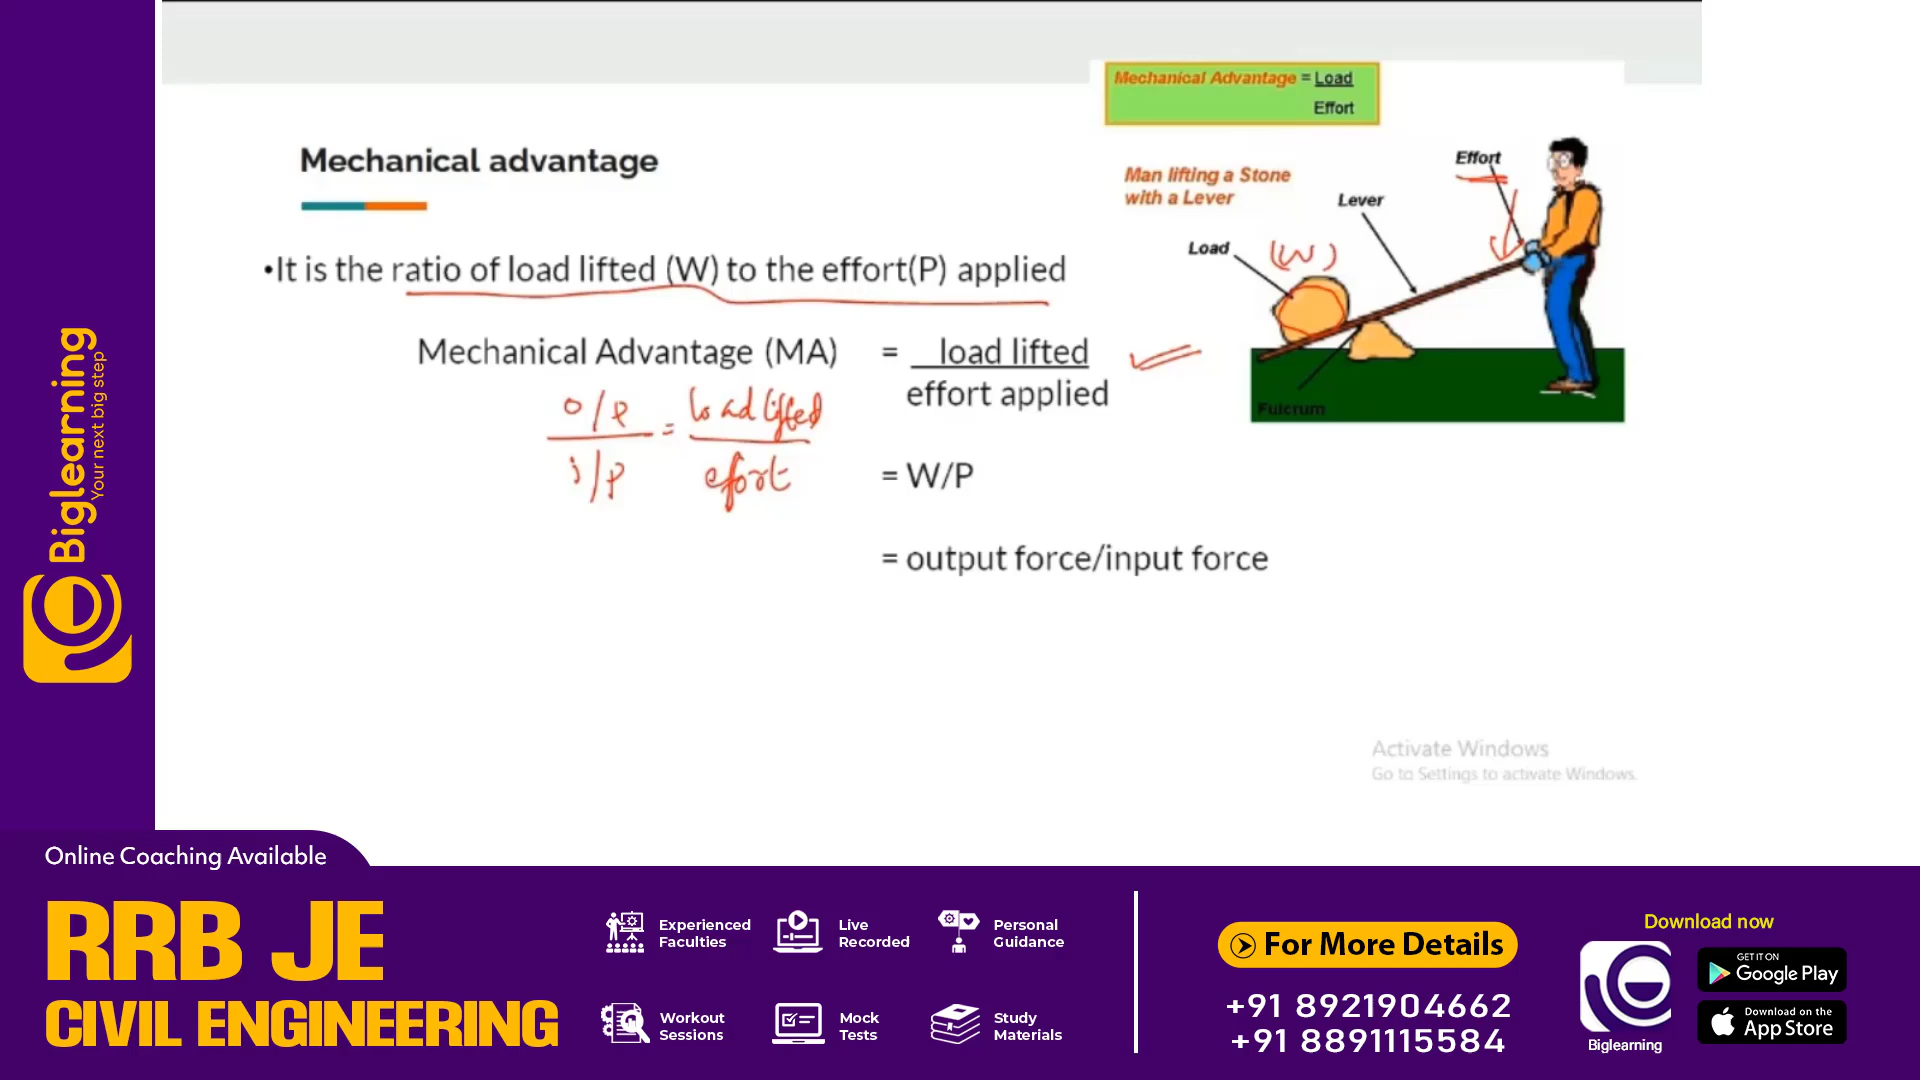 Mechanical Advantage = Load
Effort
Mechanical advantage
Man lifting a Stone
with a Lever
Effort
Lever
Load
(W)
•It is the ratio of load lifted (W) to the effort(P) applied
Mechanical Advantage (MA) = load lifted
effort applied
o/p = load lifted
i/p effort
= W/P
= output force/input force
Fulcrum
Biglearning
Your next big step
Activate Windows
Go to Settings to activate Windows.
Online Coaching Available
RRB JE
CIVIL ENGINEERING
Experienced
Faculties
Live
Recorded
Personal
Guidance
Workout
Sessions
Mock
Tests
Study
Materials
For More Details
+91 8921904662
+91 8891115584
Download now
Biglearning
GET IT ON
Google Play
Download on the
App Store